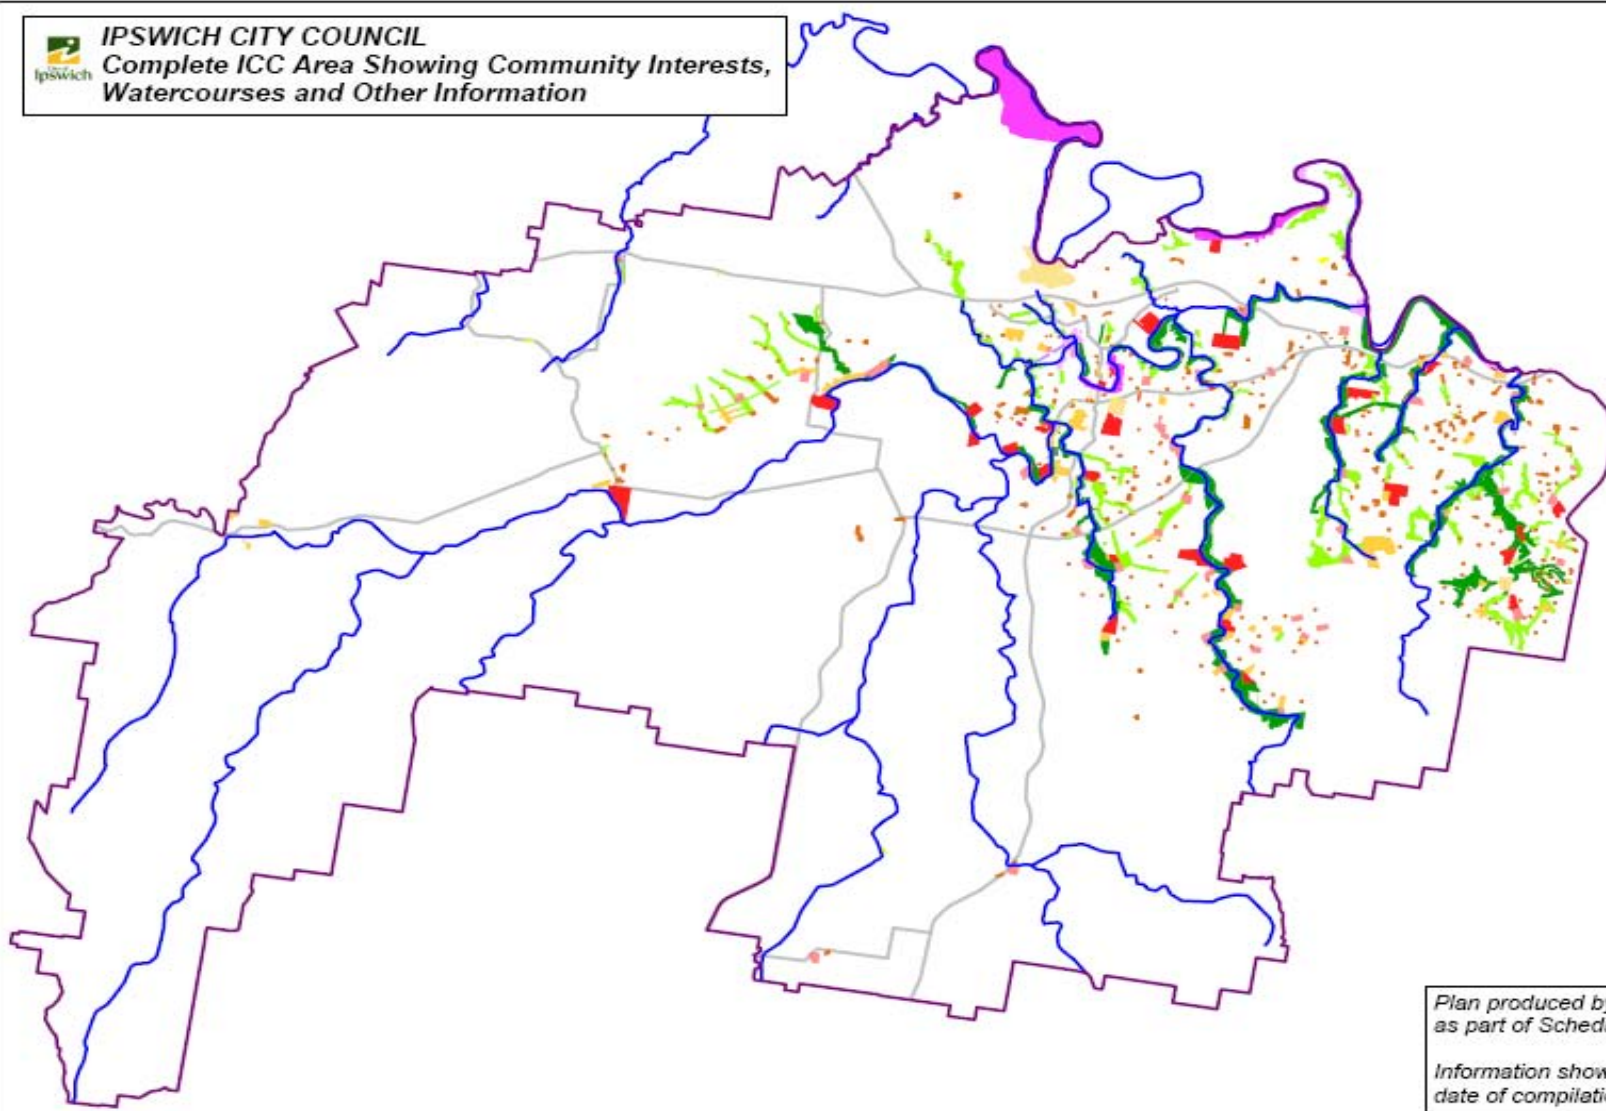 IPSWICH CITY COUNCIL
Complete ICC Area Showing Community Interests,
Watercourses and Other Information
Ipswich
Plan produced by
as part of Sched
Information show
date of compilatio